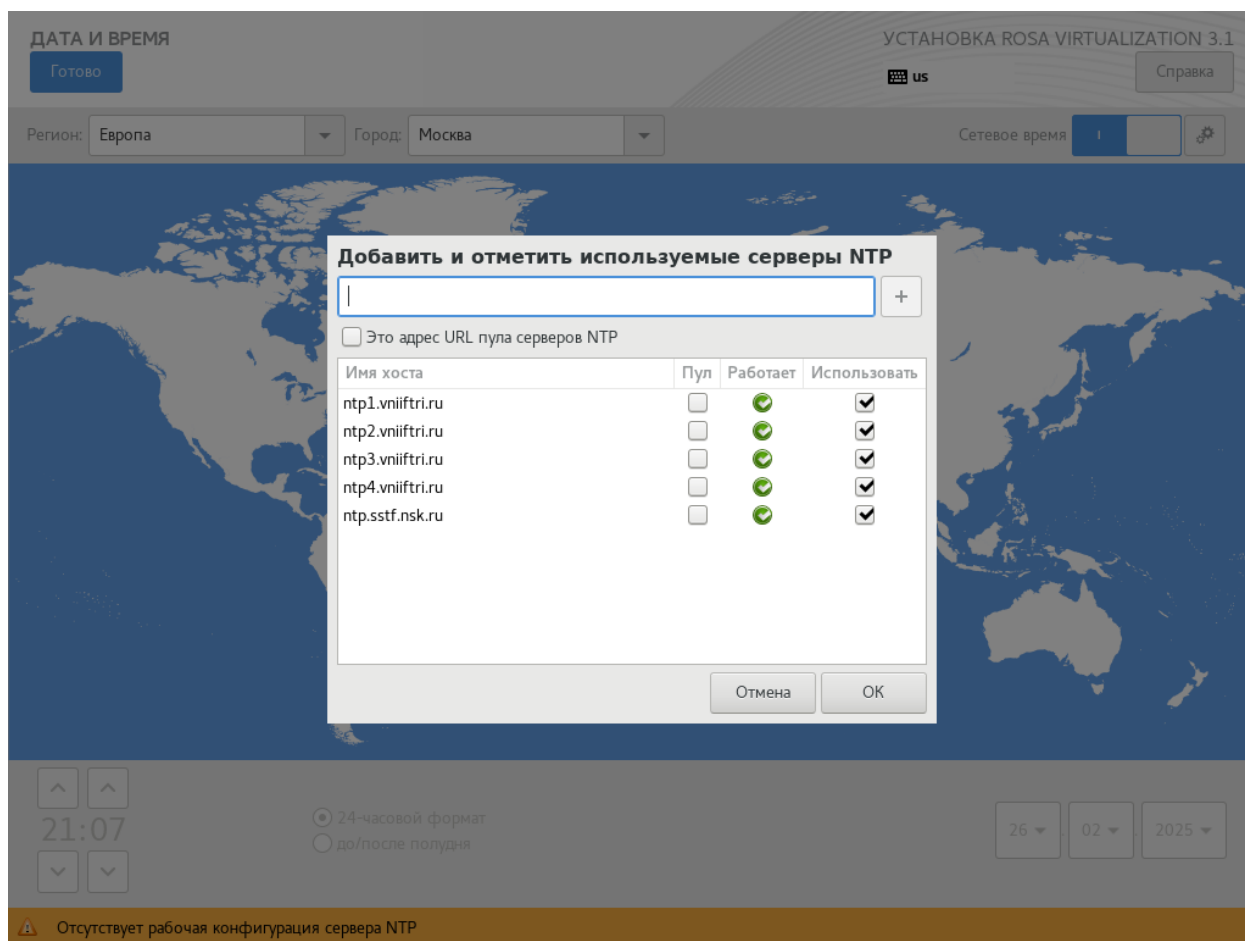 ДАТА И ВРЕМЯ
УСТАНОВКА ROSA VIRTUALIZATION 3.1
Готово
us
Справка
Регион: Европа Город: Москва Сетевое время
Добавить и отметить используемые серверы NTP
Это адрес URL пула серверов NTP
Имя хоста Пул Работает Использовать
ntp1.vniiftri.ru
ntp2.vniiftri.ru
ntp3.vniiftri.ru
ntp4.vniiftri.ru
ntp.sstf.nsk.ru
Отмена ОК
21:07
24-часовой формат
до/после полудня
26 . 02 . 2025
Отсутствует рабочая конфигурация сервера NTP